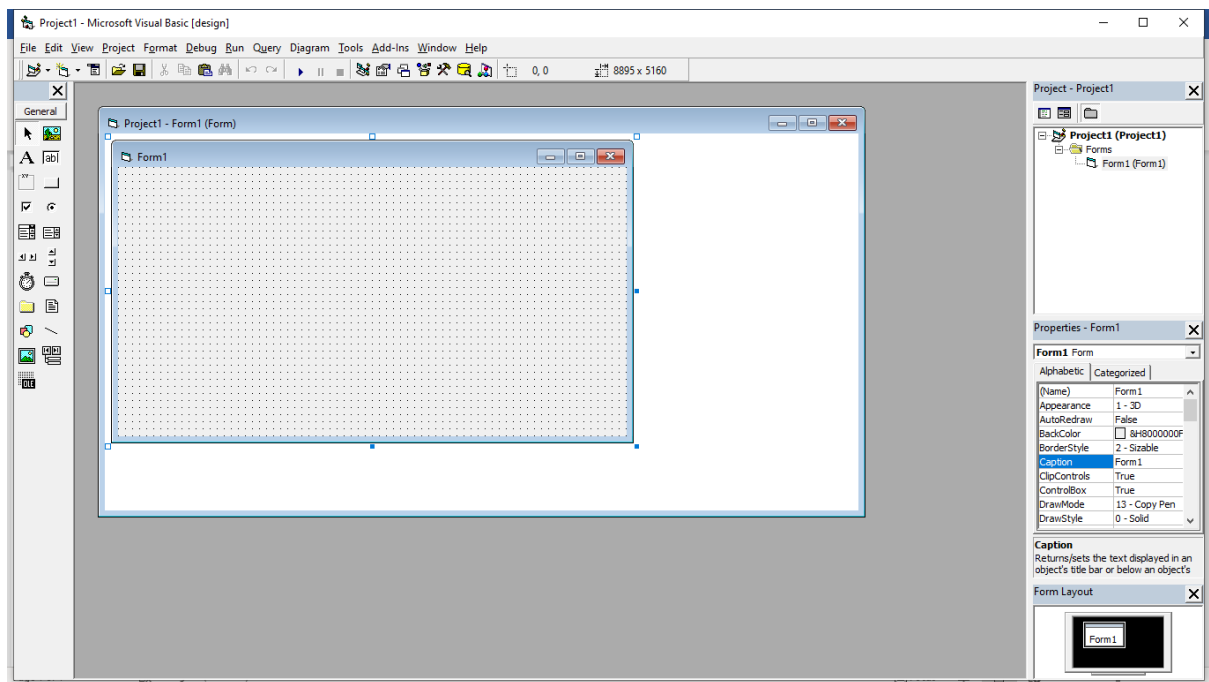 Project1 - Microsoft Visual Basic [design]
File Edit View Project Format Debug Run Query Diagram Tools Add-Ins Window Help
0, 0 8895 x 5160
General
A ab|
XY
OLE
Project1 - Form1 (Form)
Form1
Project - Project1
Project1 (Project1)
Forms
Form1 (Form1)
Properties - Form1
Form1 Form
Alphabetic Categorized
(Name) Form1
Appearance 1 - 3D
AutoRedraw False
BackColor &H8000000F
BorderStyle 2 - Sizable
Caption Form1
ClipControls True
ControlBox True
DrawMode 13 - Copy Pen
DrawStyle 0 - Solid
Caption
Returns/sets the text displayed in an
object's title bar or below an object's
Form Layout
Form1